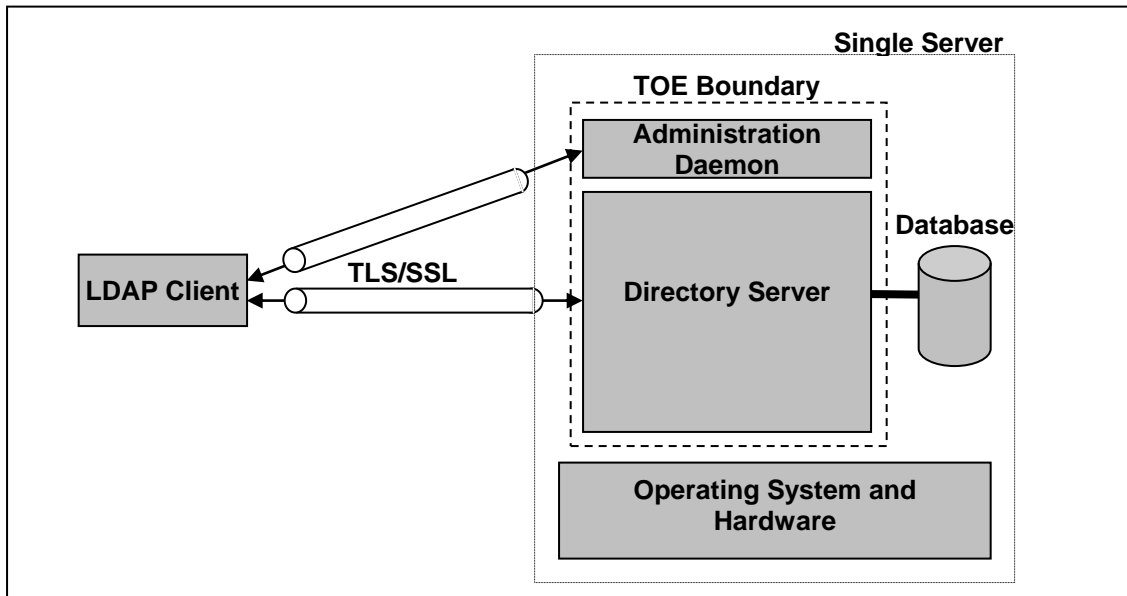 Single Server
TOE Boundary
Administration
Daemon
Database
TLS/SSL
LDAP Client
Directory Server
Operating System and
Hardware